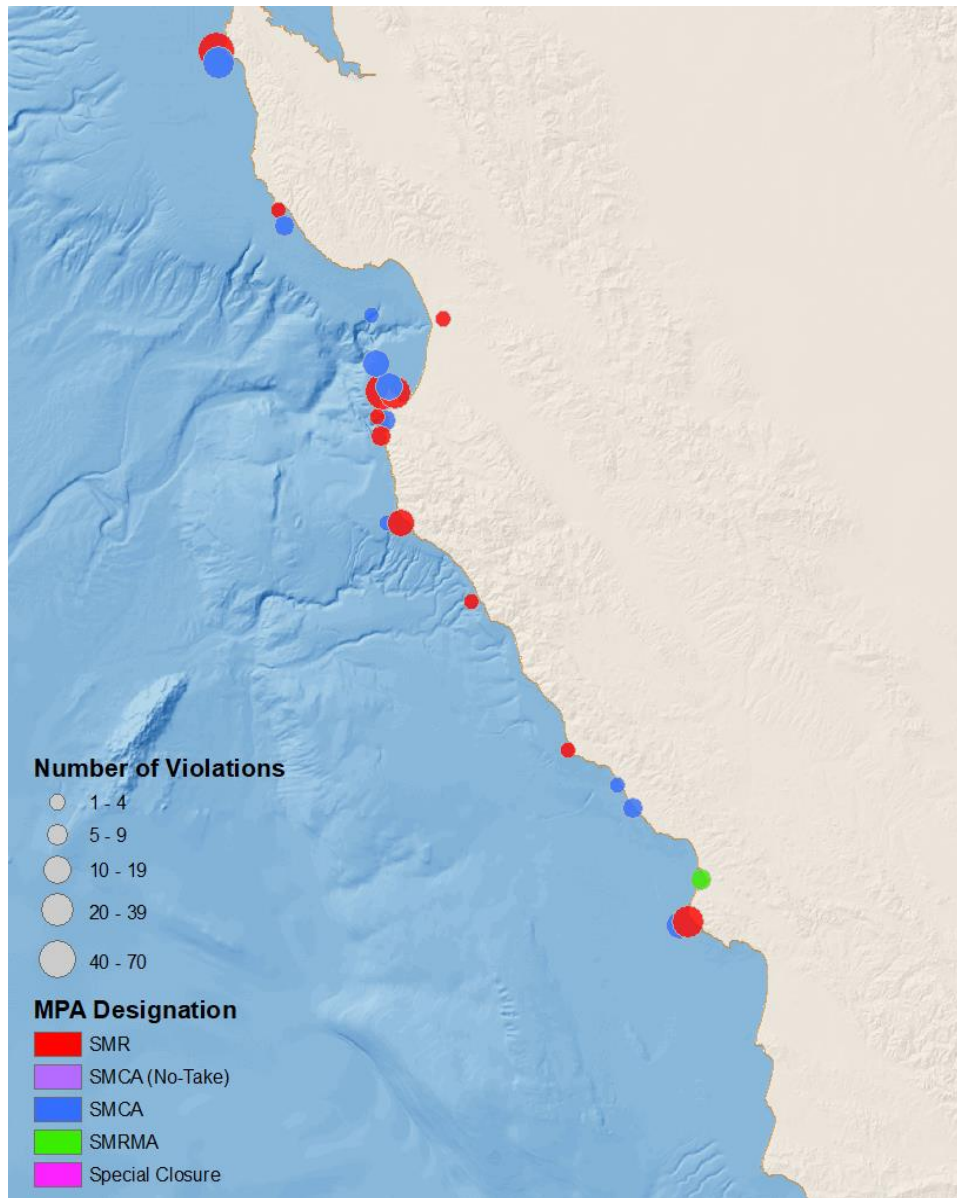 Number of Violations
1 - 4
5 - 9
10 - 19
20 - 39
40 - 70
MPA Designation
SMR
SMCA (No-Take)
SMCA
SMRMA
Special Closure